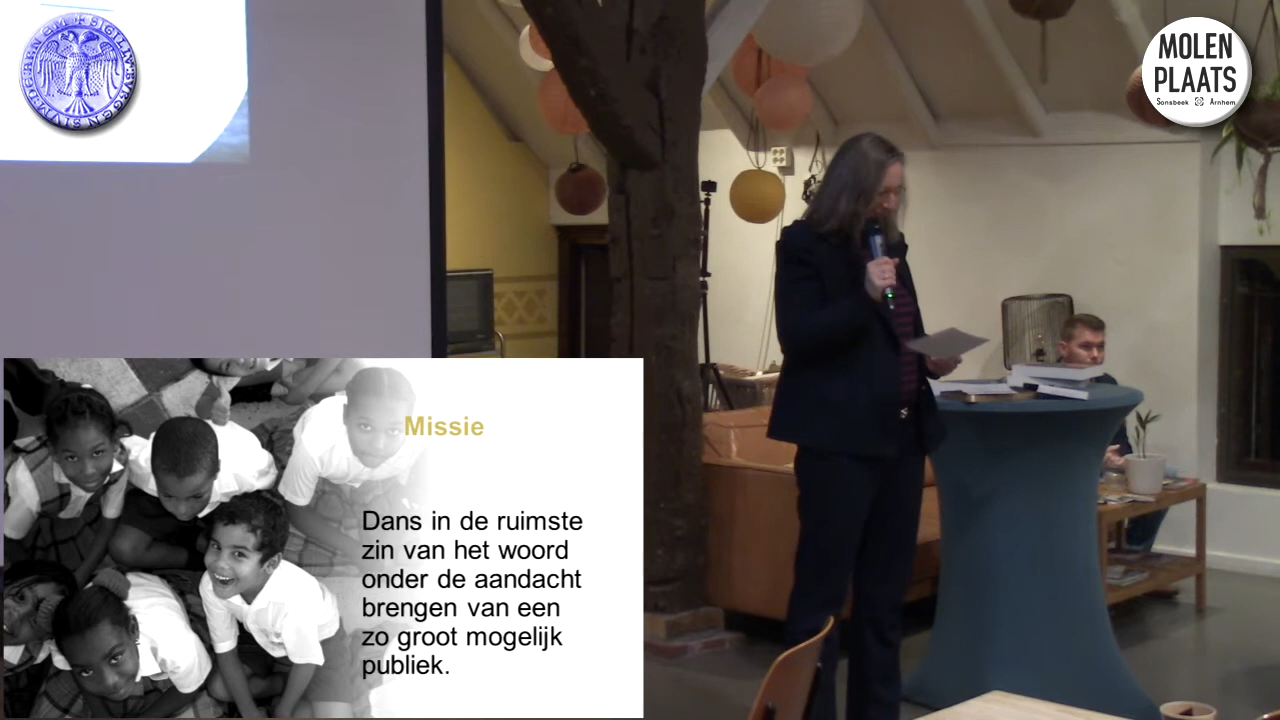 MOLEN
PLAATS
Sonsbeek Arnhem
Missie
Dans in de ruimste
zin van het woord
onder de aandacht
brengen van een
zo groot mogelijk
publiek.